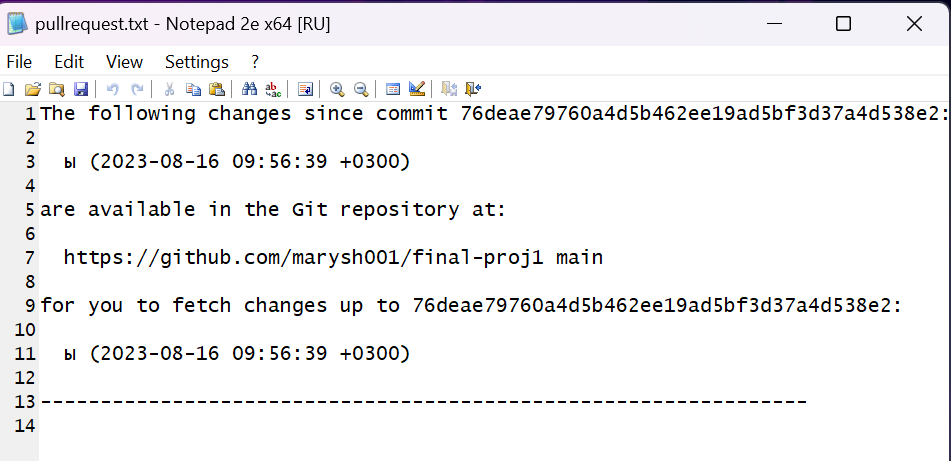 pullrequest.txt - Notepad 2e x64 [RU]
File Edit View Settings ?
1 The following changes since commit 76deae79760a4d5b462ee19ad5bf3d37a4d538e2:
2
3 ы (2023-08-16 09:56:39 +0300)
4
5 are available in the Git repository at:
6
7 https://github.com/marysh001/final-proj1 main
8
9 for you to fetch changes up to 76deae79760a4d5b462ee19ad5bf3d37a4d538e2:
10
11 ы (2023-08-16 09:56:39 +0300)
12
13 ----------------------------------------------------------------
14